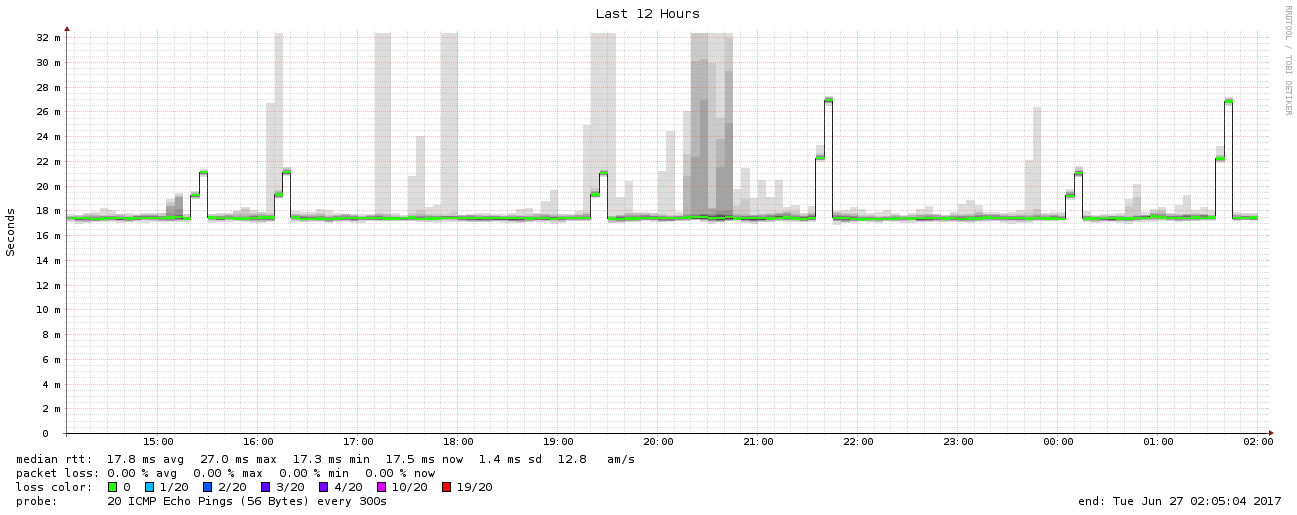 Last 12 Hours
RRDTOOL / TOBI OETIKER
Seconds
32 m
30 m
28 m
26 m
24 m
22 m
20 m
18 m
16 m
14 m
12 m
10 m
8 m
6 m
4 m
2 m
0
15:00 16:00 17:00 18:00 19:00 20:00 21:00 22:00 23:00 00:00 01:00 02:00
median rtt: 17.8 ms avg 27.0 ms max 17.3 ms min 17.5 ms now 1.4 ms sd 12.8 am/s
packet loss: 0.00 % avg 0.00 % max 0.00 % min 0.00 % now
loss color: 0 1/20 2/20 3/20 4/20 10/20 19/20
probe: 20 ICMP Echo Pings (56 Bytes) every 300s end: Tue Jun 27 02:05:04 2017